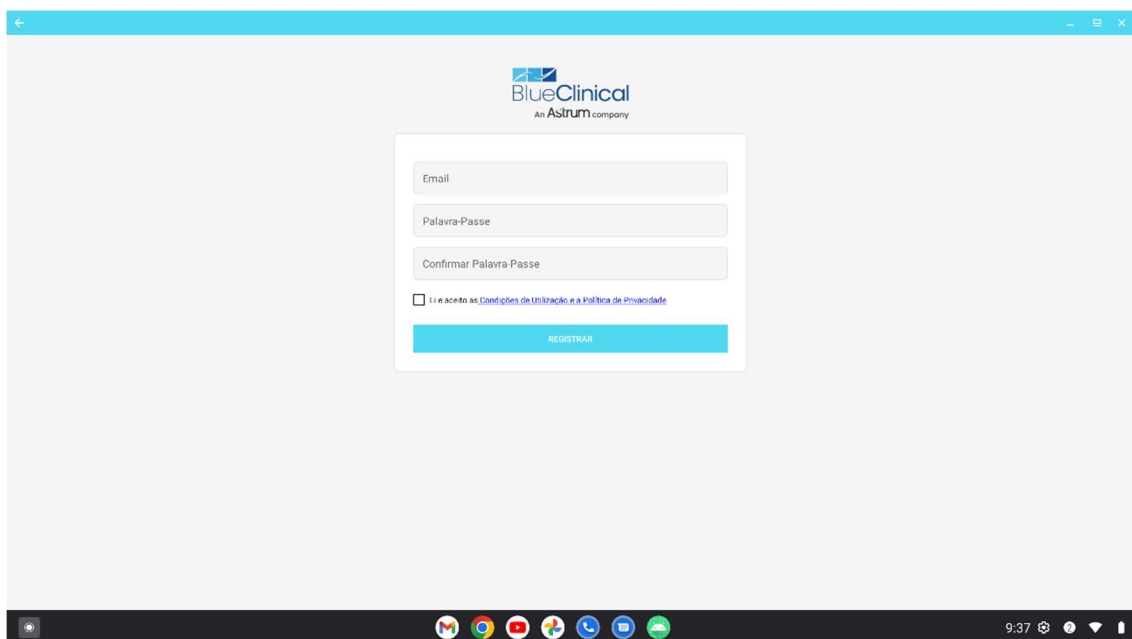 BlueClinical
An Astrum company
Email
Palavra-Passe
Confirmar Palavra-Passe
Li e aceito as Condições de Utilização e a Política de Privacidade
REGISTRAR
9:37